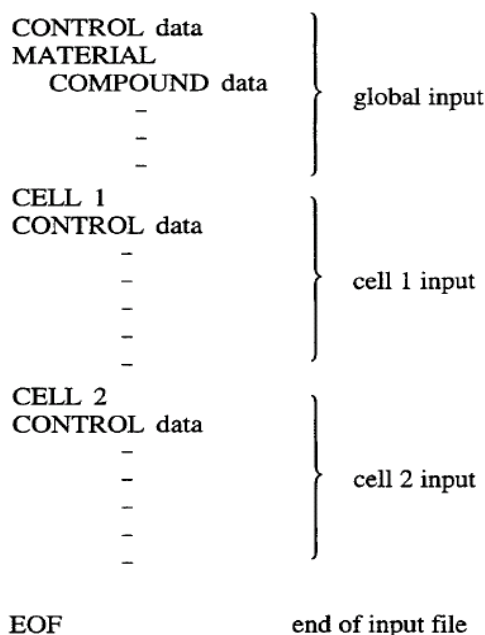 CONTROL data
MATERIAL
COMPOUND data
-
-
-
global input
CELL 1
CONTROL data
-
-
-
-
-
cell 1 input
CELL 2
CONTROL data
-
-
-
-
-
cell 2 input
EOF end of input file